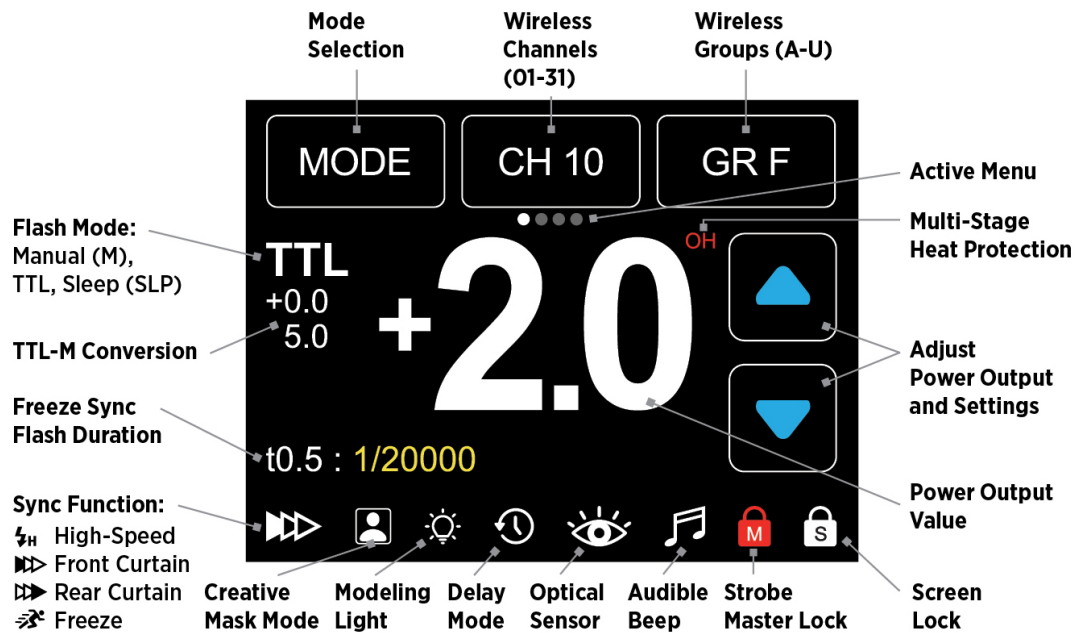 Mode
Selection
Wireless
Channels
(01-31)
Wireless
Groups (A-U)
MODE
CH 10
GR F
Active Menu
Flash Mode:
Manual (M),
TTL, Sleep (SLP)
TTL
+0.0
5.0
+2.0
OH
Multi-Stage
Heat Protection
TTL-M Conversion
Adjust
Power Output
and Settings
Freeze Sync
Flash Duration
t0.5 : 1/20000
Power Output
Value
Sync Function:
H High-Speed
Front Curtain
Rear Curtain
Freeze
M
S
Creative
Mask Mode
Modeling
Light
Delay
Mode
Optical
Sensor
Audible
Beep
Strobe
Master Lock
Screen
Lock